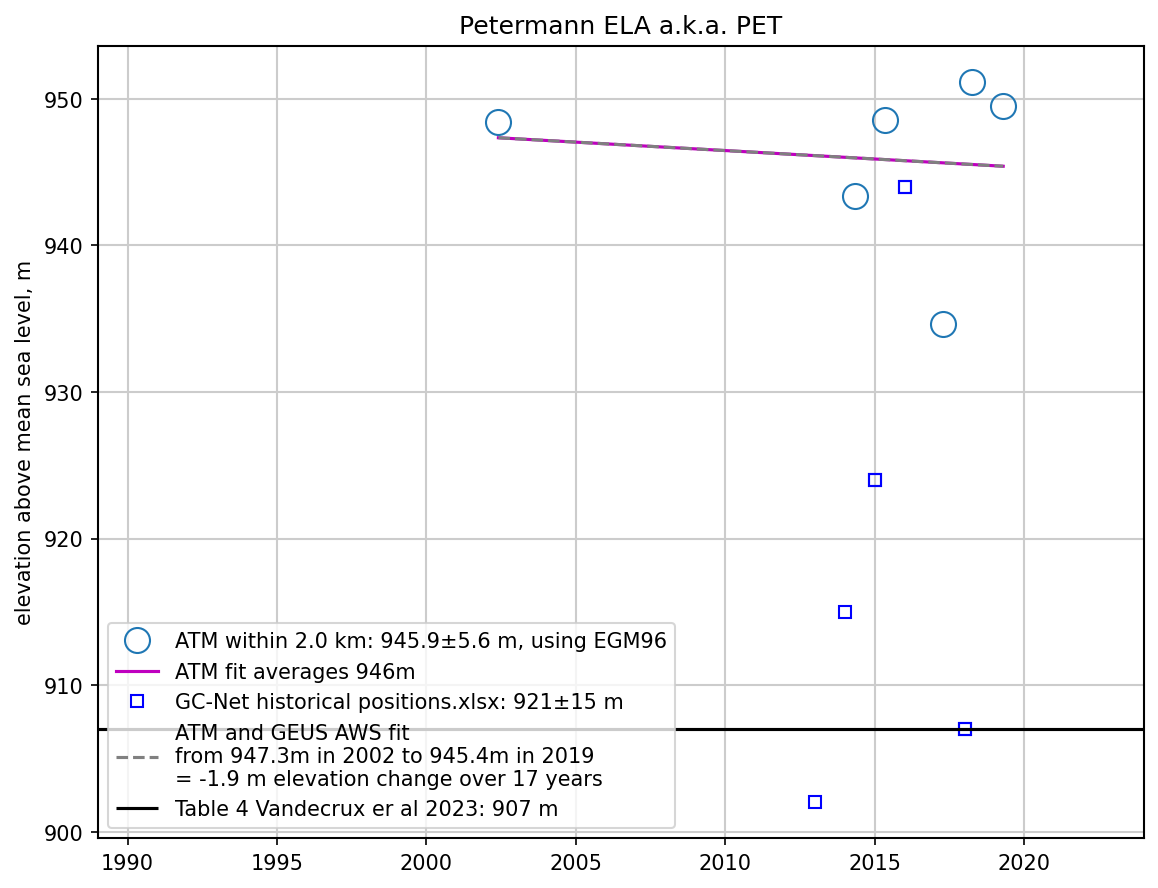 Petermann ELA a.k.a. PET
elevation above mean sea level, m
950
940
930
920
910
900
ATM within 2.0 km: 945.9±5.6 m, using EGM96
ATM fit averages 946m
GC-Net historical positions.xlsx: 921±15 m
ATM and GEUS AWS fit
from 947.3m in 2002 to 945.4m in 2019
= -1.9 m elevation change over 17 years
Table 4 Vandecrux er al 2023: 907 m
1990 1995 2000 2005 2010 2015 2020